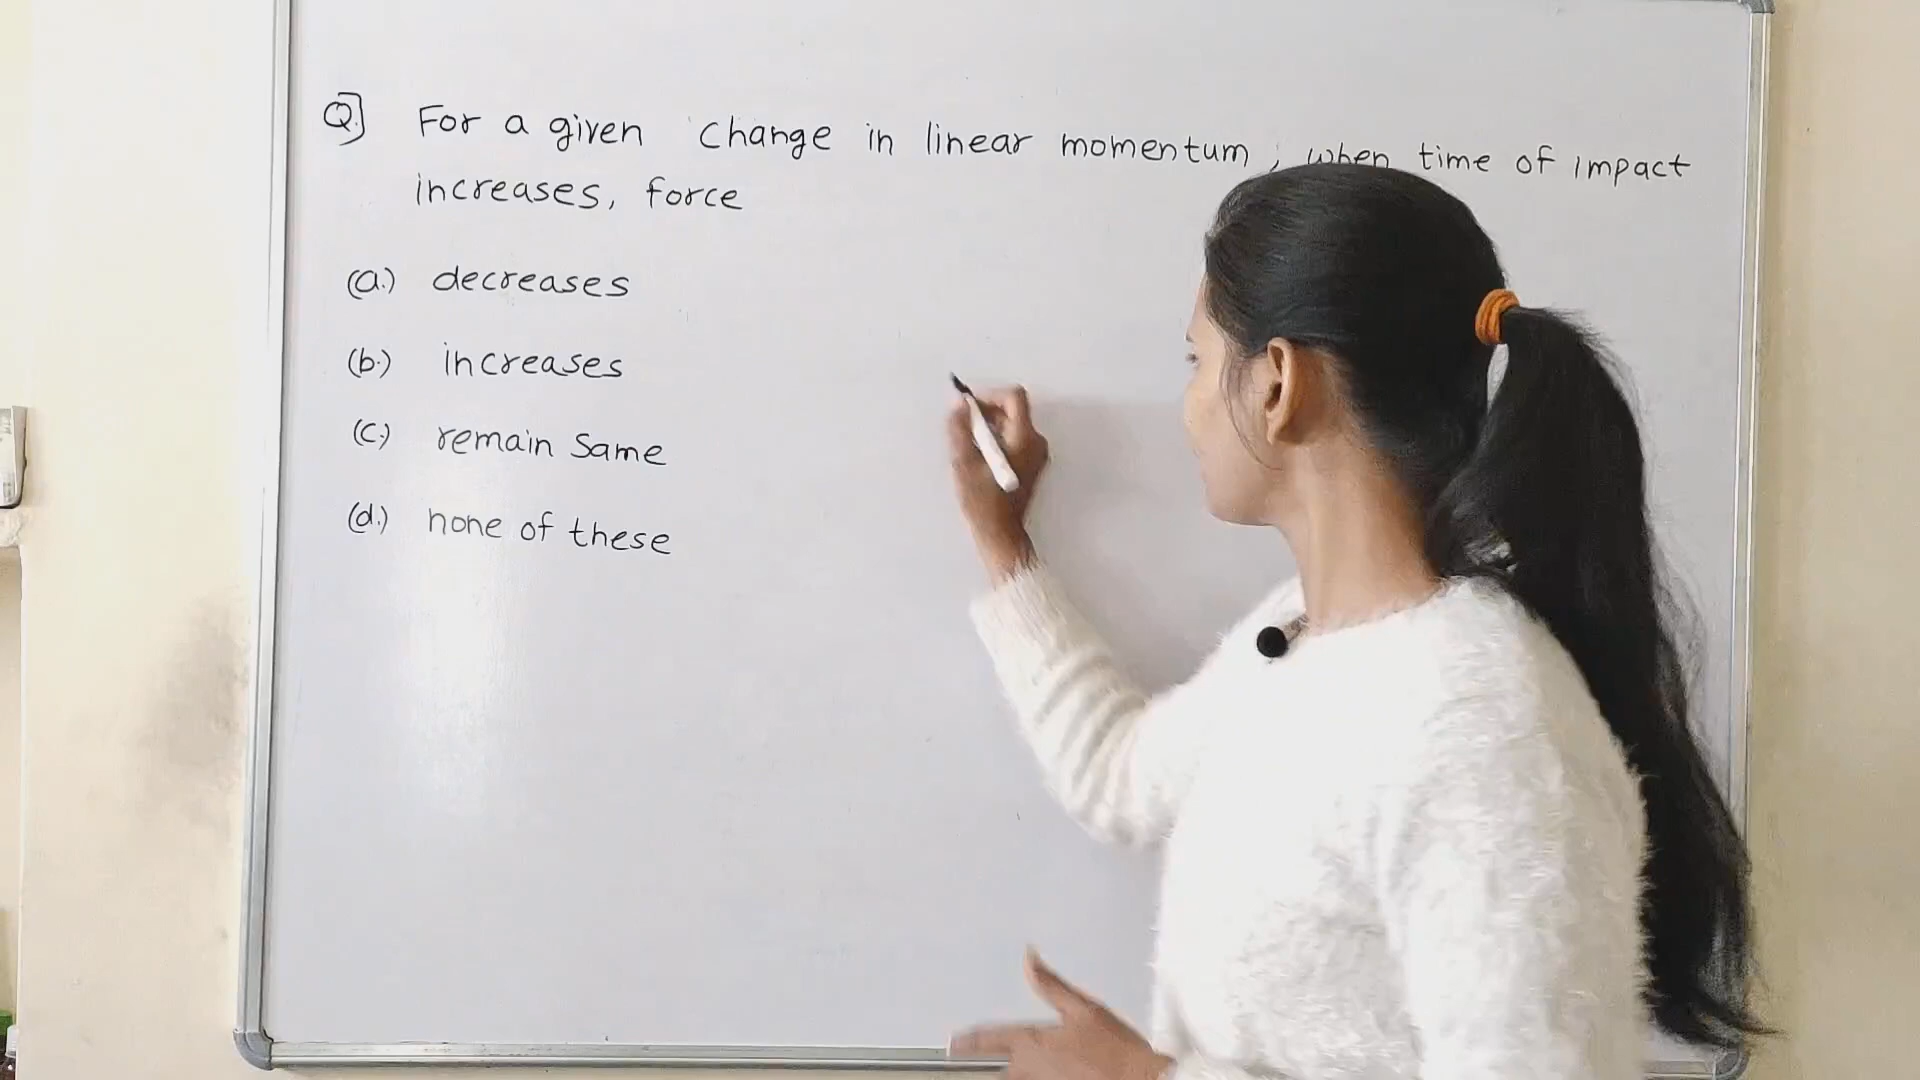 Q.] For a given change in linear momentum, when time of impact
increases, force
(a.) decreases
(b.) increases
(c.) remain same
(d.) none of these